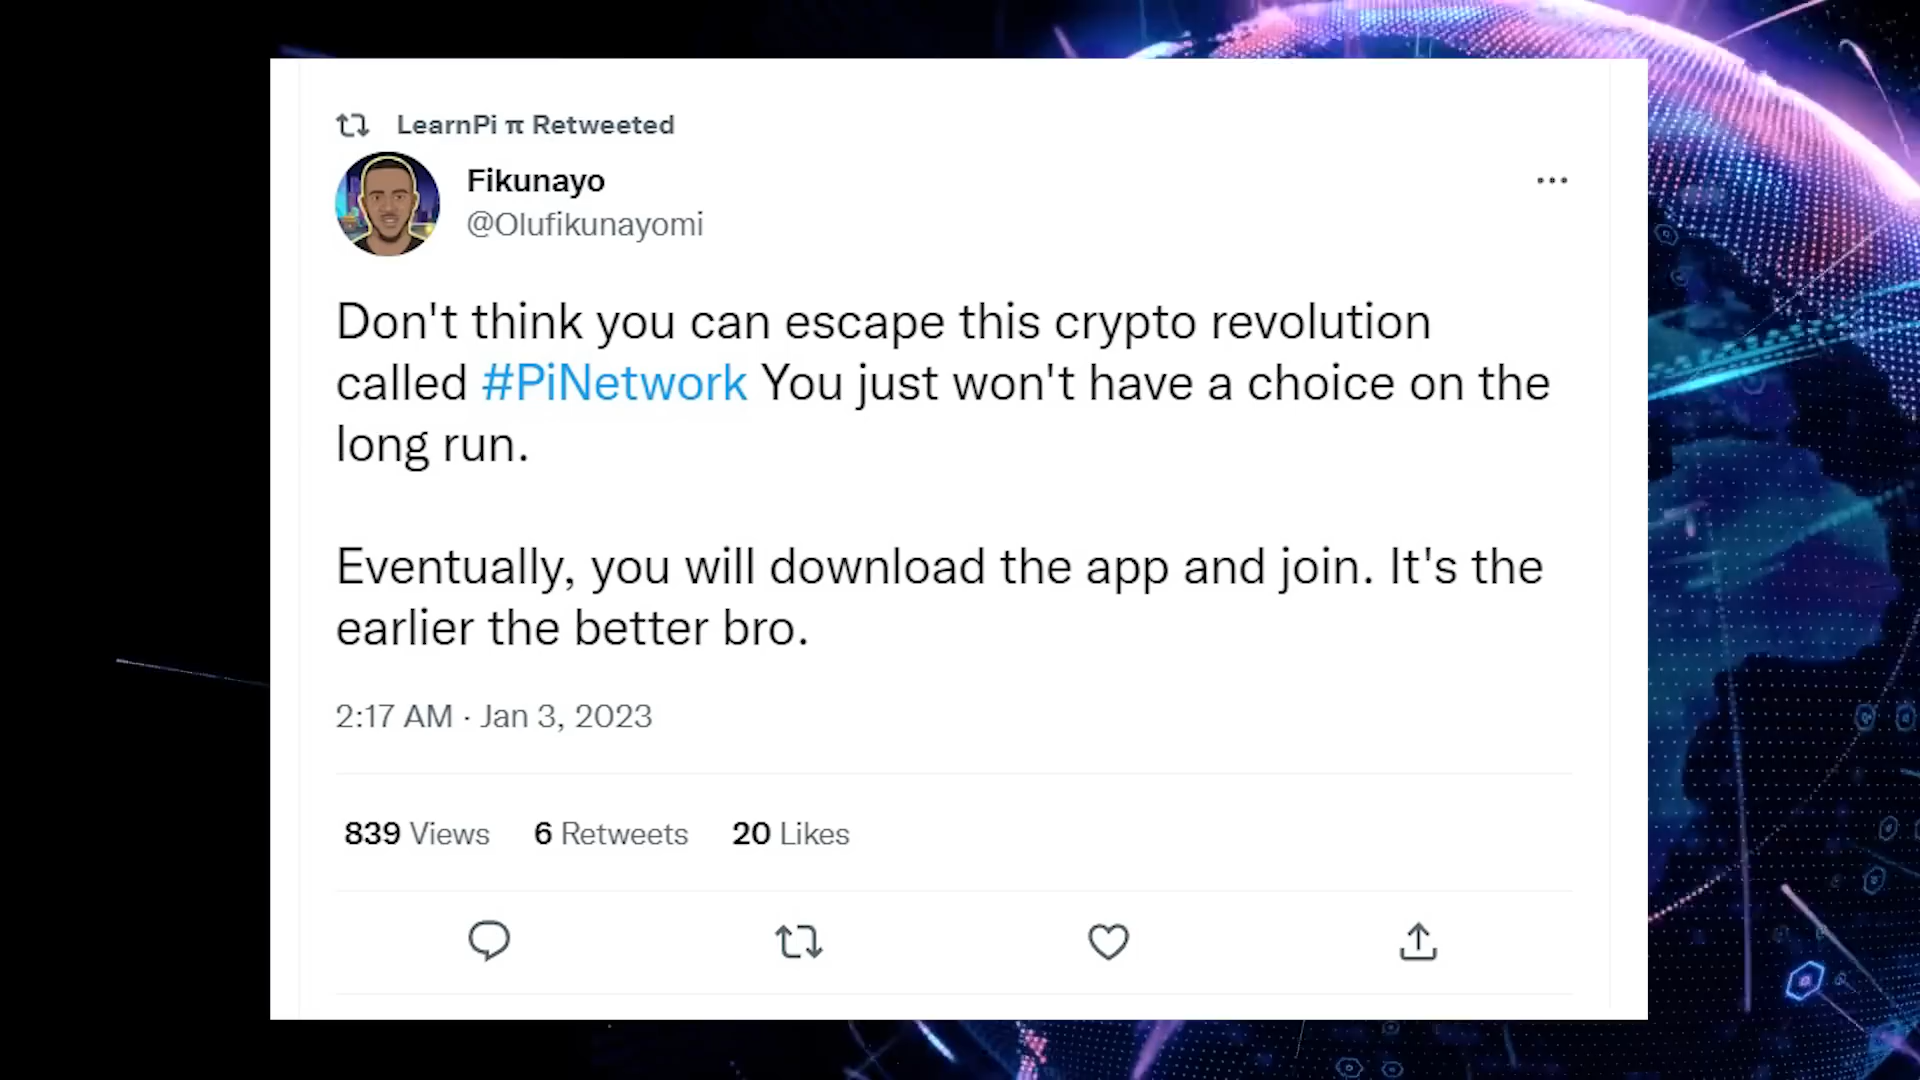 LearnPi π Retweeted
Fikunayo
@Olufikunayomi
Don't think you can escape this crypto revolution
called #PiNetwork You just won't have a choice on the
long run.
Eventually, you will download the app and join. It's the
earlier the better bro.
2:17 AM · Jan 3, 2023
839 Views 6 Retweets 20 Likes